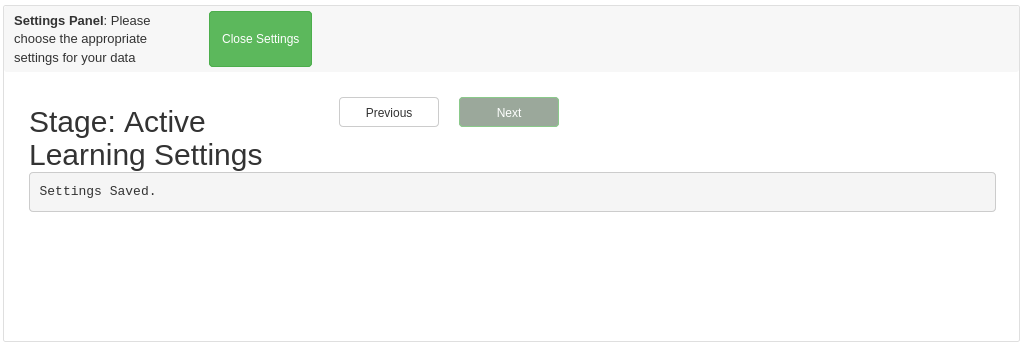 Settings Panel: Please
choose the appropriate
settings for your data
Close Settings
Stage: Active
Learning Settings
Previous
Next
Settings Saved.